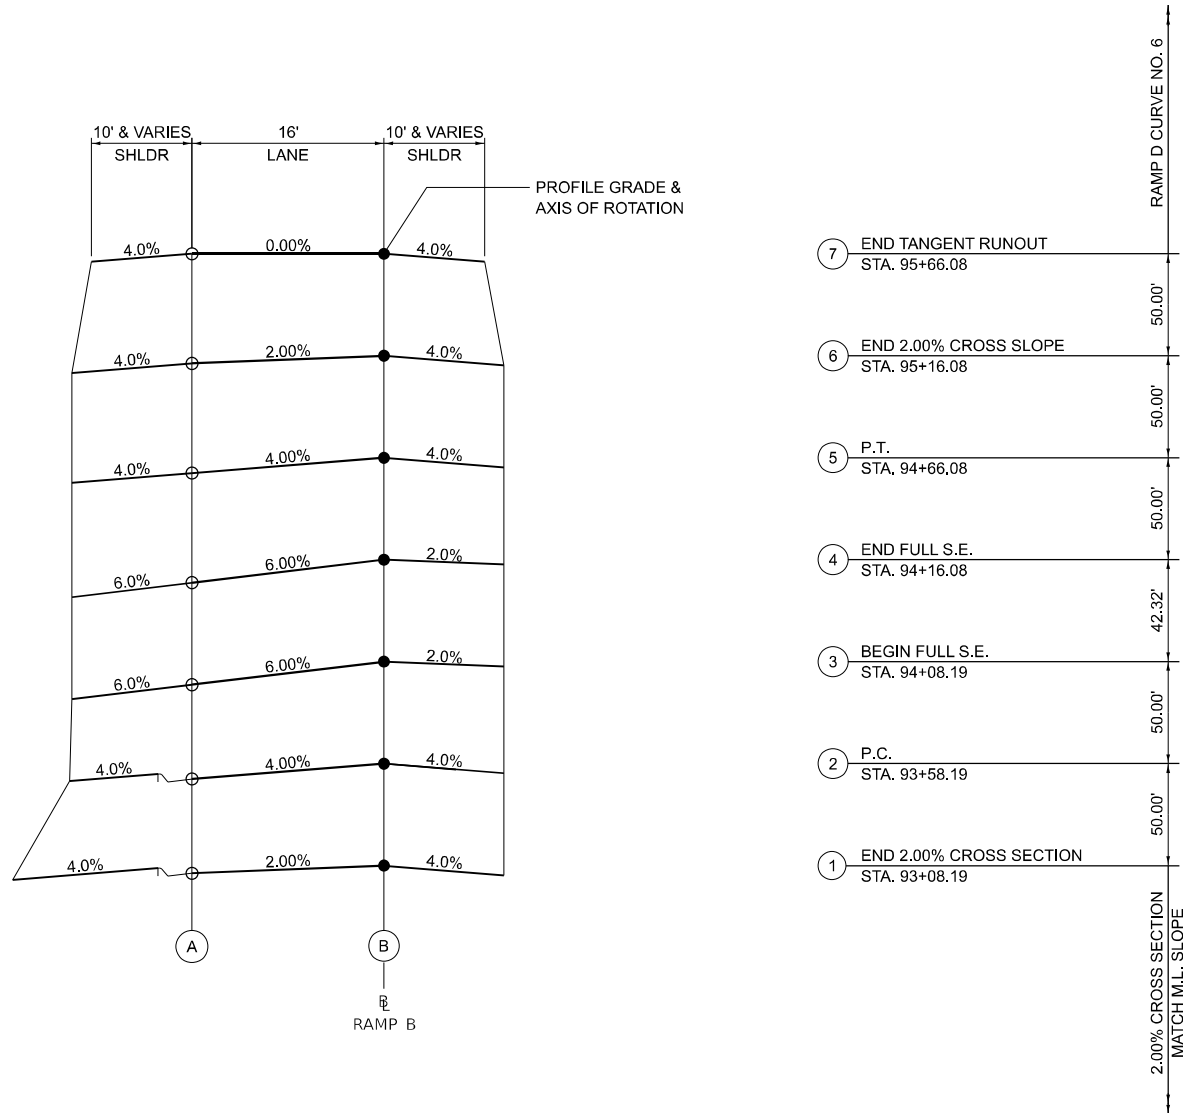 10' & VARIES
SHLDR
16'
LANE
10' & VARIES
SHLDR
PROFILE GRADE &
AXIS OF ROTATION
4.0%
0.00%
4.0%
4.0%
2.00%
4.0%
4.0%
4.00%
4.0%
6.0%
6.00%
2.0%
6.0%
6.00%
2.0%
4.0%
4.00%
4.0%
4.0%
2.00%
4.0%
A
B
RAMP B
7
END TANGENT RUNOUT
STA. 95+66.08
6
END 2.00% CROSS SLOPE
STA. 95+16.08
5
P.T.
STA. 94+66.08
4
END FULL S.E.
STA. 94+16.08
3
BEGIN FULL S.E.
STA. 94+08.19
2
P.C.
STA. 93+58.19
1
END 2.00% CROSS SECTION
STA. 93+08.19
RAMP D CURVE NO. 6
50.00'
50.00'
50.00'
42.32'
50.00'
50.00'
2.00% CROSS SECTION
MATCH M.L. SLOPE